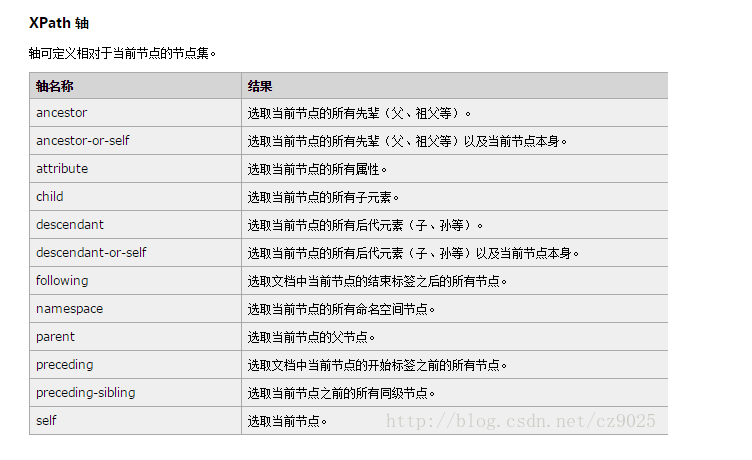 XPath 轴
轴可定义相对于当前节点的节点集。
轴名称 结果
ancestor 选取当前节点的所有先辈（父、祖父等）。
ancestor-or-self 选取当前节点的所有先辈（父、祖父等）以及当前节点本身。
attribute 选取当前节点的所有属性。
child 选取当前节点的所有子元素。
descendant 选取当前节点的所有后代元素（子、孙等）。
descendant-or-self 选取当前节点的所有后代元素（子、孙等）以及当前节点本身。
following 选取文档中当前节点的结束标签之后的所有节点。
namespace 选取当前节点的所有命名空间节点。
parent 选取当前节点的父节点。
preceding 选取文档中当前节点的开始标签之前的所有节点。
preceding-sibling 选取当前节点之前的所有同级节点。
self 选取当前节点。
http://blog.csdn.net/cz9025